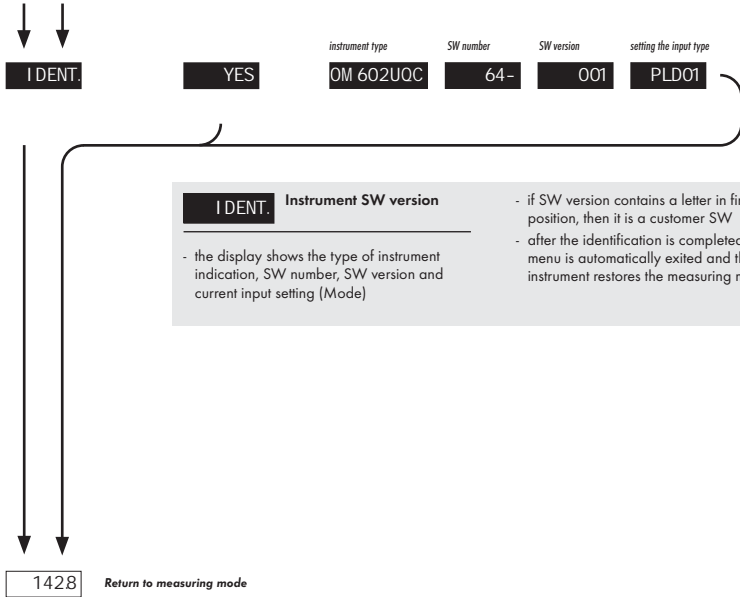 instrument type SW number SW version setting the input type
IDENT. YES OM 602UQC 64- 001 PLD01
IDENT. Instrument SW version
- the display shows the type of instrument
indication, SW number, SW version and
current input setting (Mode)
- if SW version contains a letter in
position, then it is a customer SW
- after the identification is completed
menu is automatically exited and
instrument restores the measuring
1428 Return to measuring mode